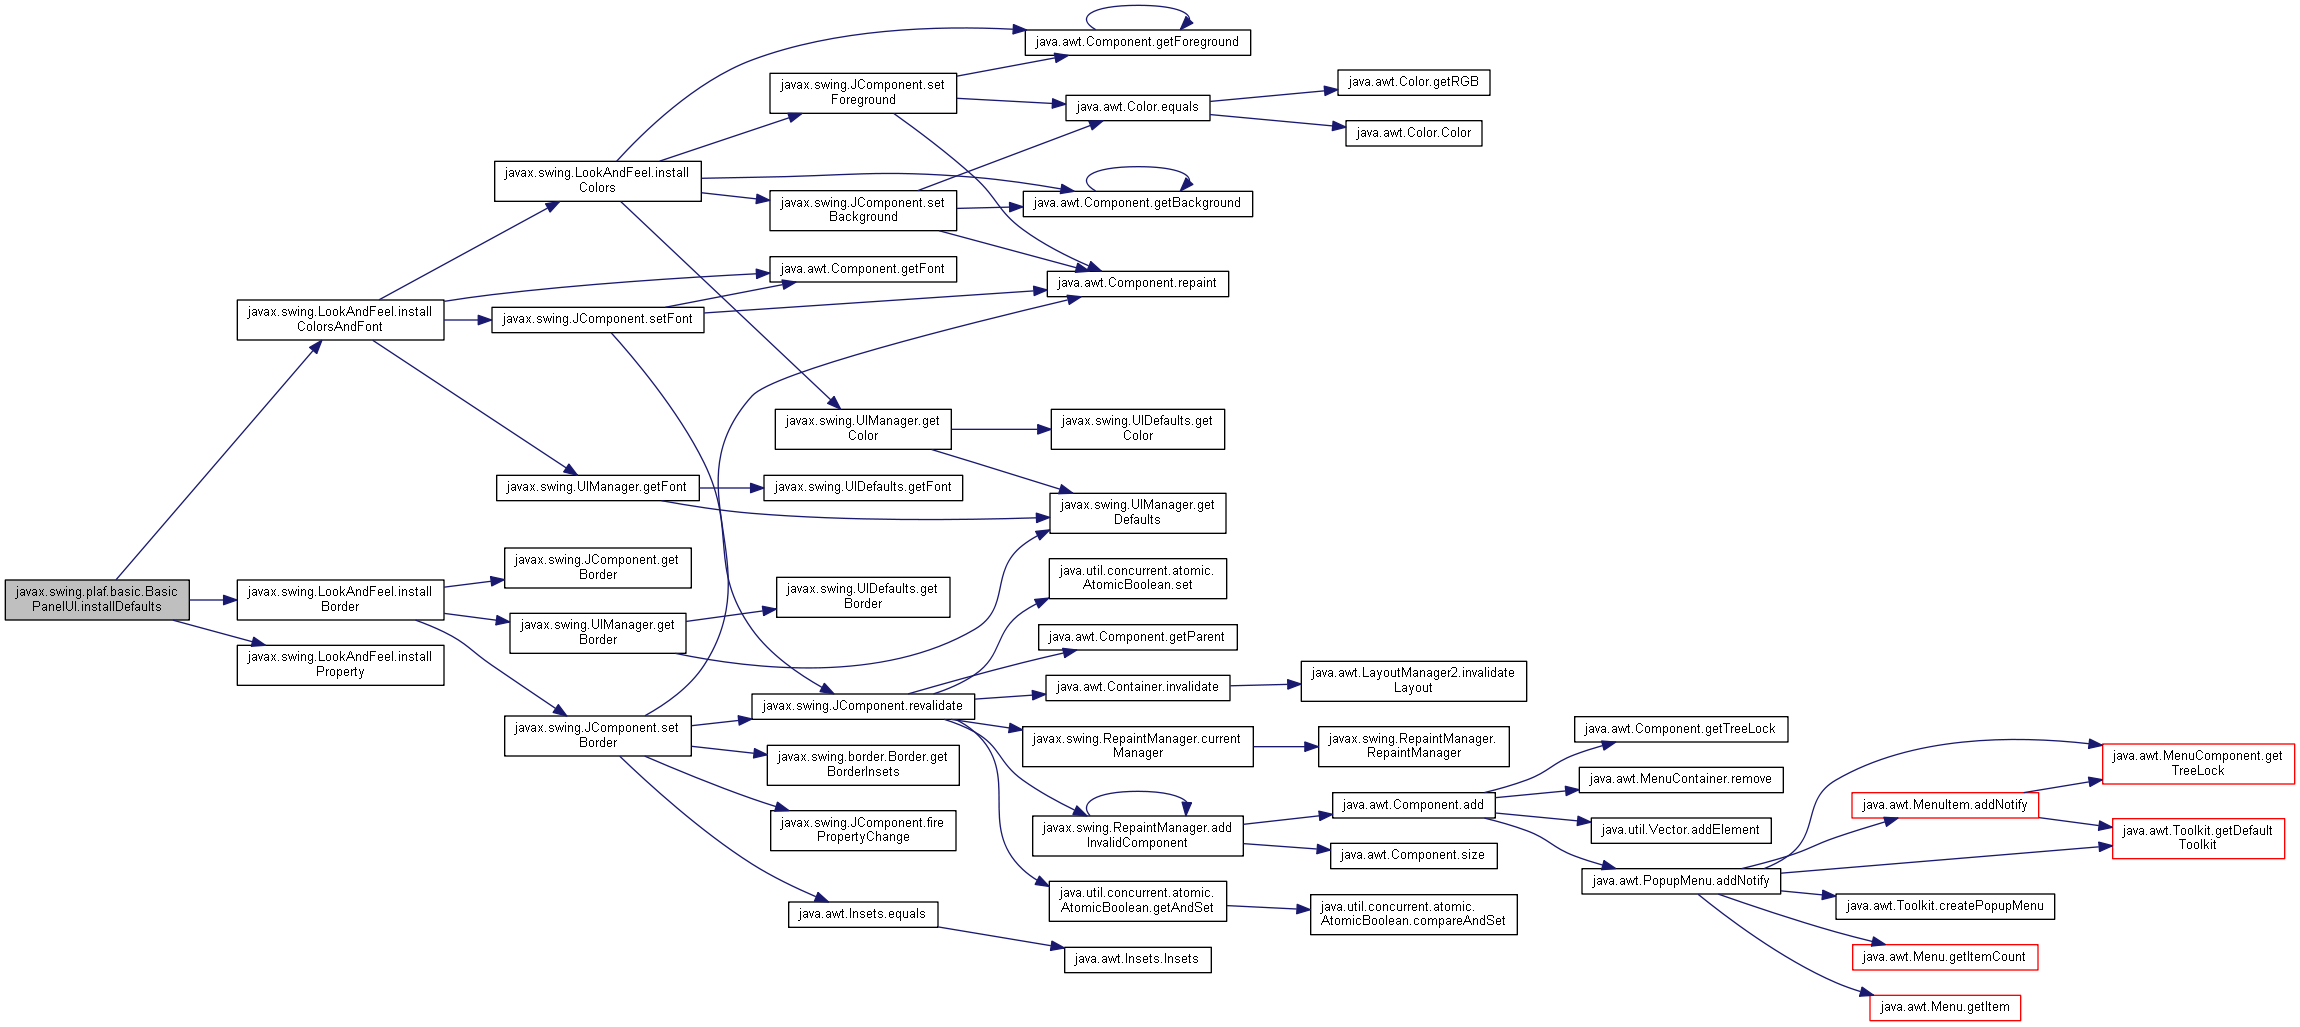 javax.swing.plaf.basic.Basic
PanelUI.installDefaults
javax.swing.LookAndFeel.install
ColorsAndFont
javax.swing.LookAndFeel.install
Border
javax.swing.LookAndFeel.install
Property
javax.swing.LookAndFeel.install
Colors
javax.swing.JComponent.setFont
javax.swing.UIManager.getFont
javax.swing.JComponent.get
Border
javax.swing.UIManager.get
Border
javax.swing.JComponent.set
Border
javax.swing.JComponent.set
Foreground
javax.swing.JComponent.set
Background
java.awt.Component.getFont
javax.swing.UIManager.get
Color
javax.swing.UIDefaults.getFont
javax.swing.UIDefaults.get
Border
javax.swing.JComponent.revalidate
javax.swing.border.Border.get
BorderInsets
javax.swing.JComponent.fire
PropertyChange
java.awt.Insets.equals
java.awt.Component.getForeground
java.awt.Color.equals
java.awt.Component.getBackground
java.awt.Component.repaint
javax.swing.UIDefaults.get
Color
javax.swing.UIManager.get
Defaults
java.util.concurrent.atomic.
AtomicBoolean.set
java.awt.Component.getParent
java.awt.Container.invalidate
javax.swing.RepaintManager.current
Manager
javax.swing.RepaintManager.add
InvalidComponent
java.util.concurrent.atomic.
AtomicBoolean.getAndSet
java.awt.Insets.Insets
java.awt.Color.getRGB
java.awt.Color.Color
java.awt.LayoutManager2.invalidate
Layout
javax.swing.RepaintManager.
RepaintManager
java.awt.Component.add
java.awt.Component.size
java.util.concurrent.atomic.
AtomicBoolean.compareAndSet
java.awt.Component.getTreeLock
java.awt.MenuContainer.remove
java.util.Vector.addElement
java.awt.PopupMenu.addNotify
java.awt.MenuItem.addNotify
java.awt.Toolkit.createPopupMenu
java.awt.Menu.getItemCount
java.awt.Menu.getItem
java.awt.MenuComponent.get
TreeLock
java.awt.Toolkit.getDefault
Toolkit